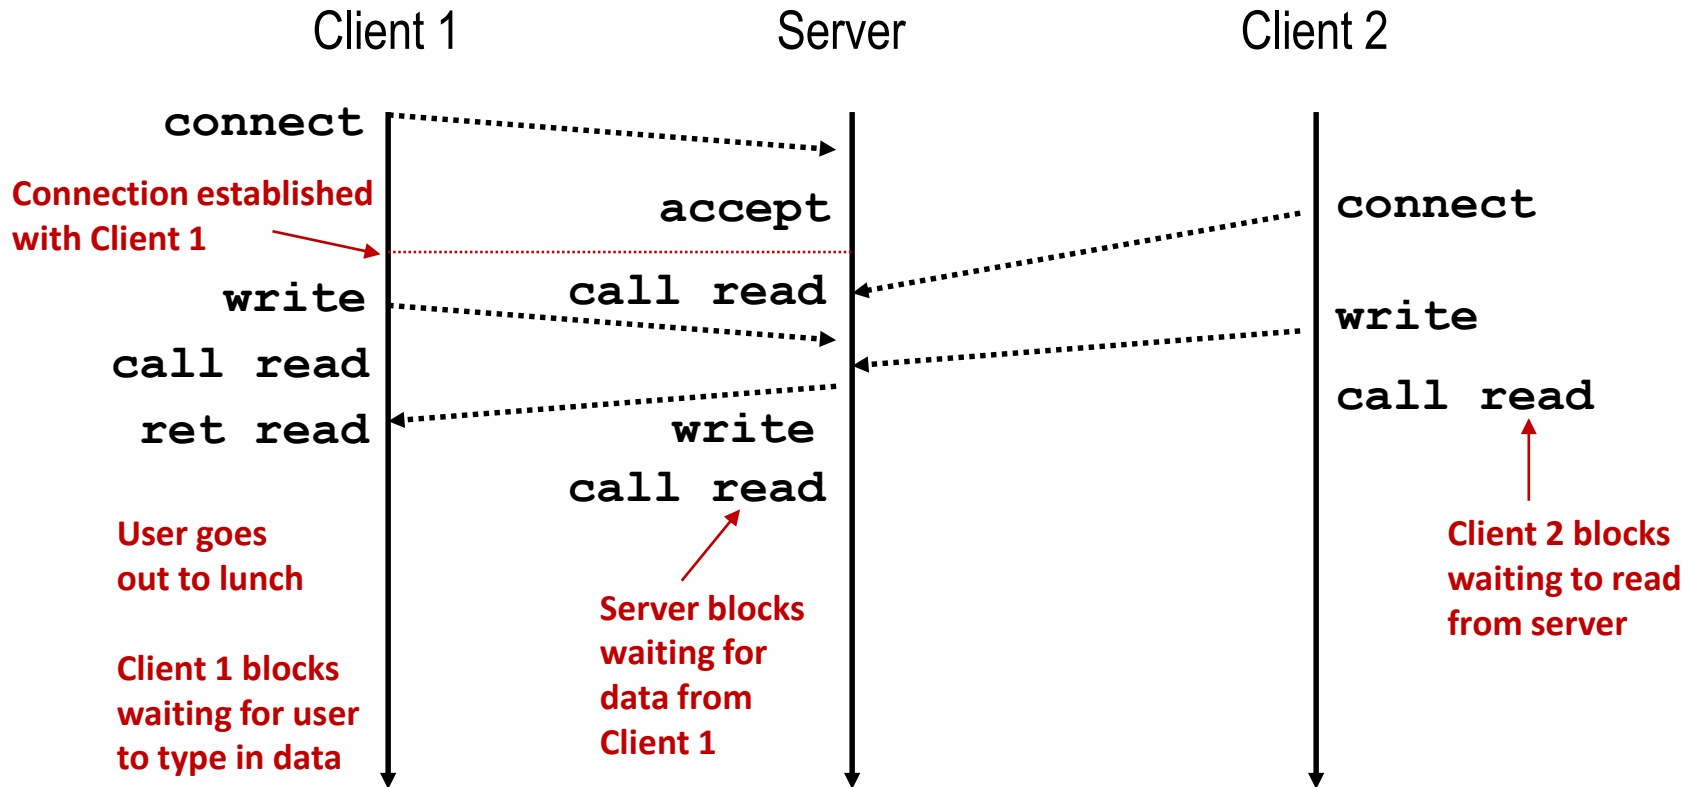 Client 1
Server
Client 2
connect
Connection established
with Client 1
accept
connect
write
call read
write
call read
ret read
write
call read
call read
User goes
out to lunch
Client 1 blocks
waiting for user
to type in data
Server blocks
waiting for
data from
Client 1
Client 2 blocks
waiting to read
from server